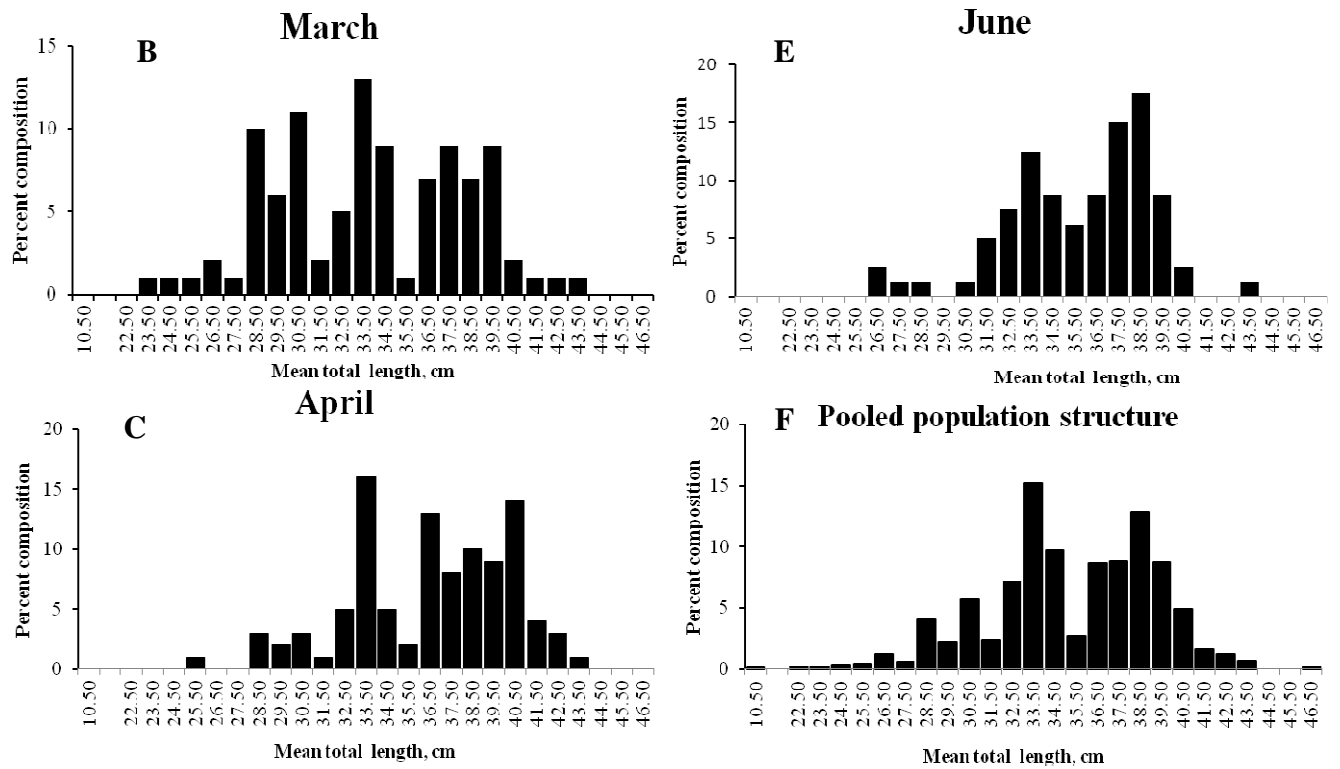 March
B
15
10
5
0
Percent composition
10.50 22.50 23.50 24.50 25.50 26.50 27.50 28.50 29.50 30.50 31.50 32.50 33.50 34.50 35.50 36.50 37.50 38.50 39.50 40.50 41.50 42.50 43.50 44.50 45.50 46.50
Mean total length, cm
June
E
20
15
10
5
0
Percent composition
10.50 22.50 23.50 24.50 25.50 26.50 27.50 28.50 29.50 30.50 31.50 32.50 33.50 34.50 35.50 36.50 37.50 38.50 39.50 40.50 41.50 42.50 43.50 44.50 45.50 46.50
Mean total length, cm
April
C
20
15
10
5
0
Percent composition
10.50 22.50 23.50 24.50 25.50 26.50 27.50 28.50 29.50 30.50 31.50 32.50 33.50 34.50 35.50 36.50 37.50 38.50 39.50 40.50 41.50 42.50 43.50 44.50 45.50 46.50
Mean total length, cm
F Pooled population structure
20
15
10
5
0
Percent composition
10.50 22.50 23.50 24.50 25.50 26.50 27.50 28.50 29.50 30.50 31.50 32.50 33.50 34.50 35.50 36.50 37.50 38.50 39.50 40.50 41.50 42.50 43.50 44.50 45.50 46.50
Mean total length, cm